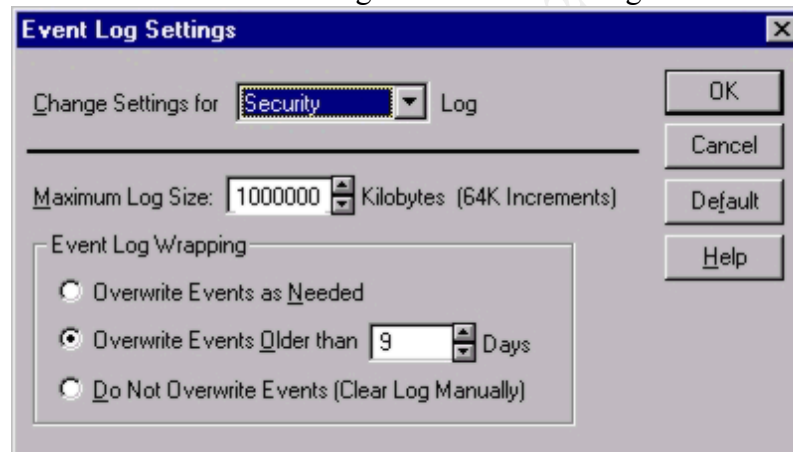 Event Log Settings
Change Settings for Security Log
OK
Cancel
Maximum Log Size: 1000000 Kilobytes (64K Increments)
Default
Event Log Wrapping
Help
Overwrite Events as Needed
Overwrite Events Older than 9 Days
Do Not Overwrite Events (Clear Log Manually)